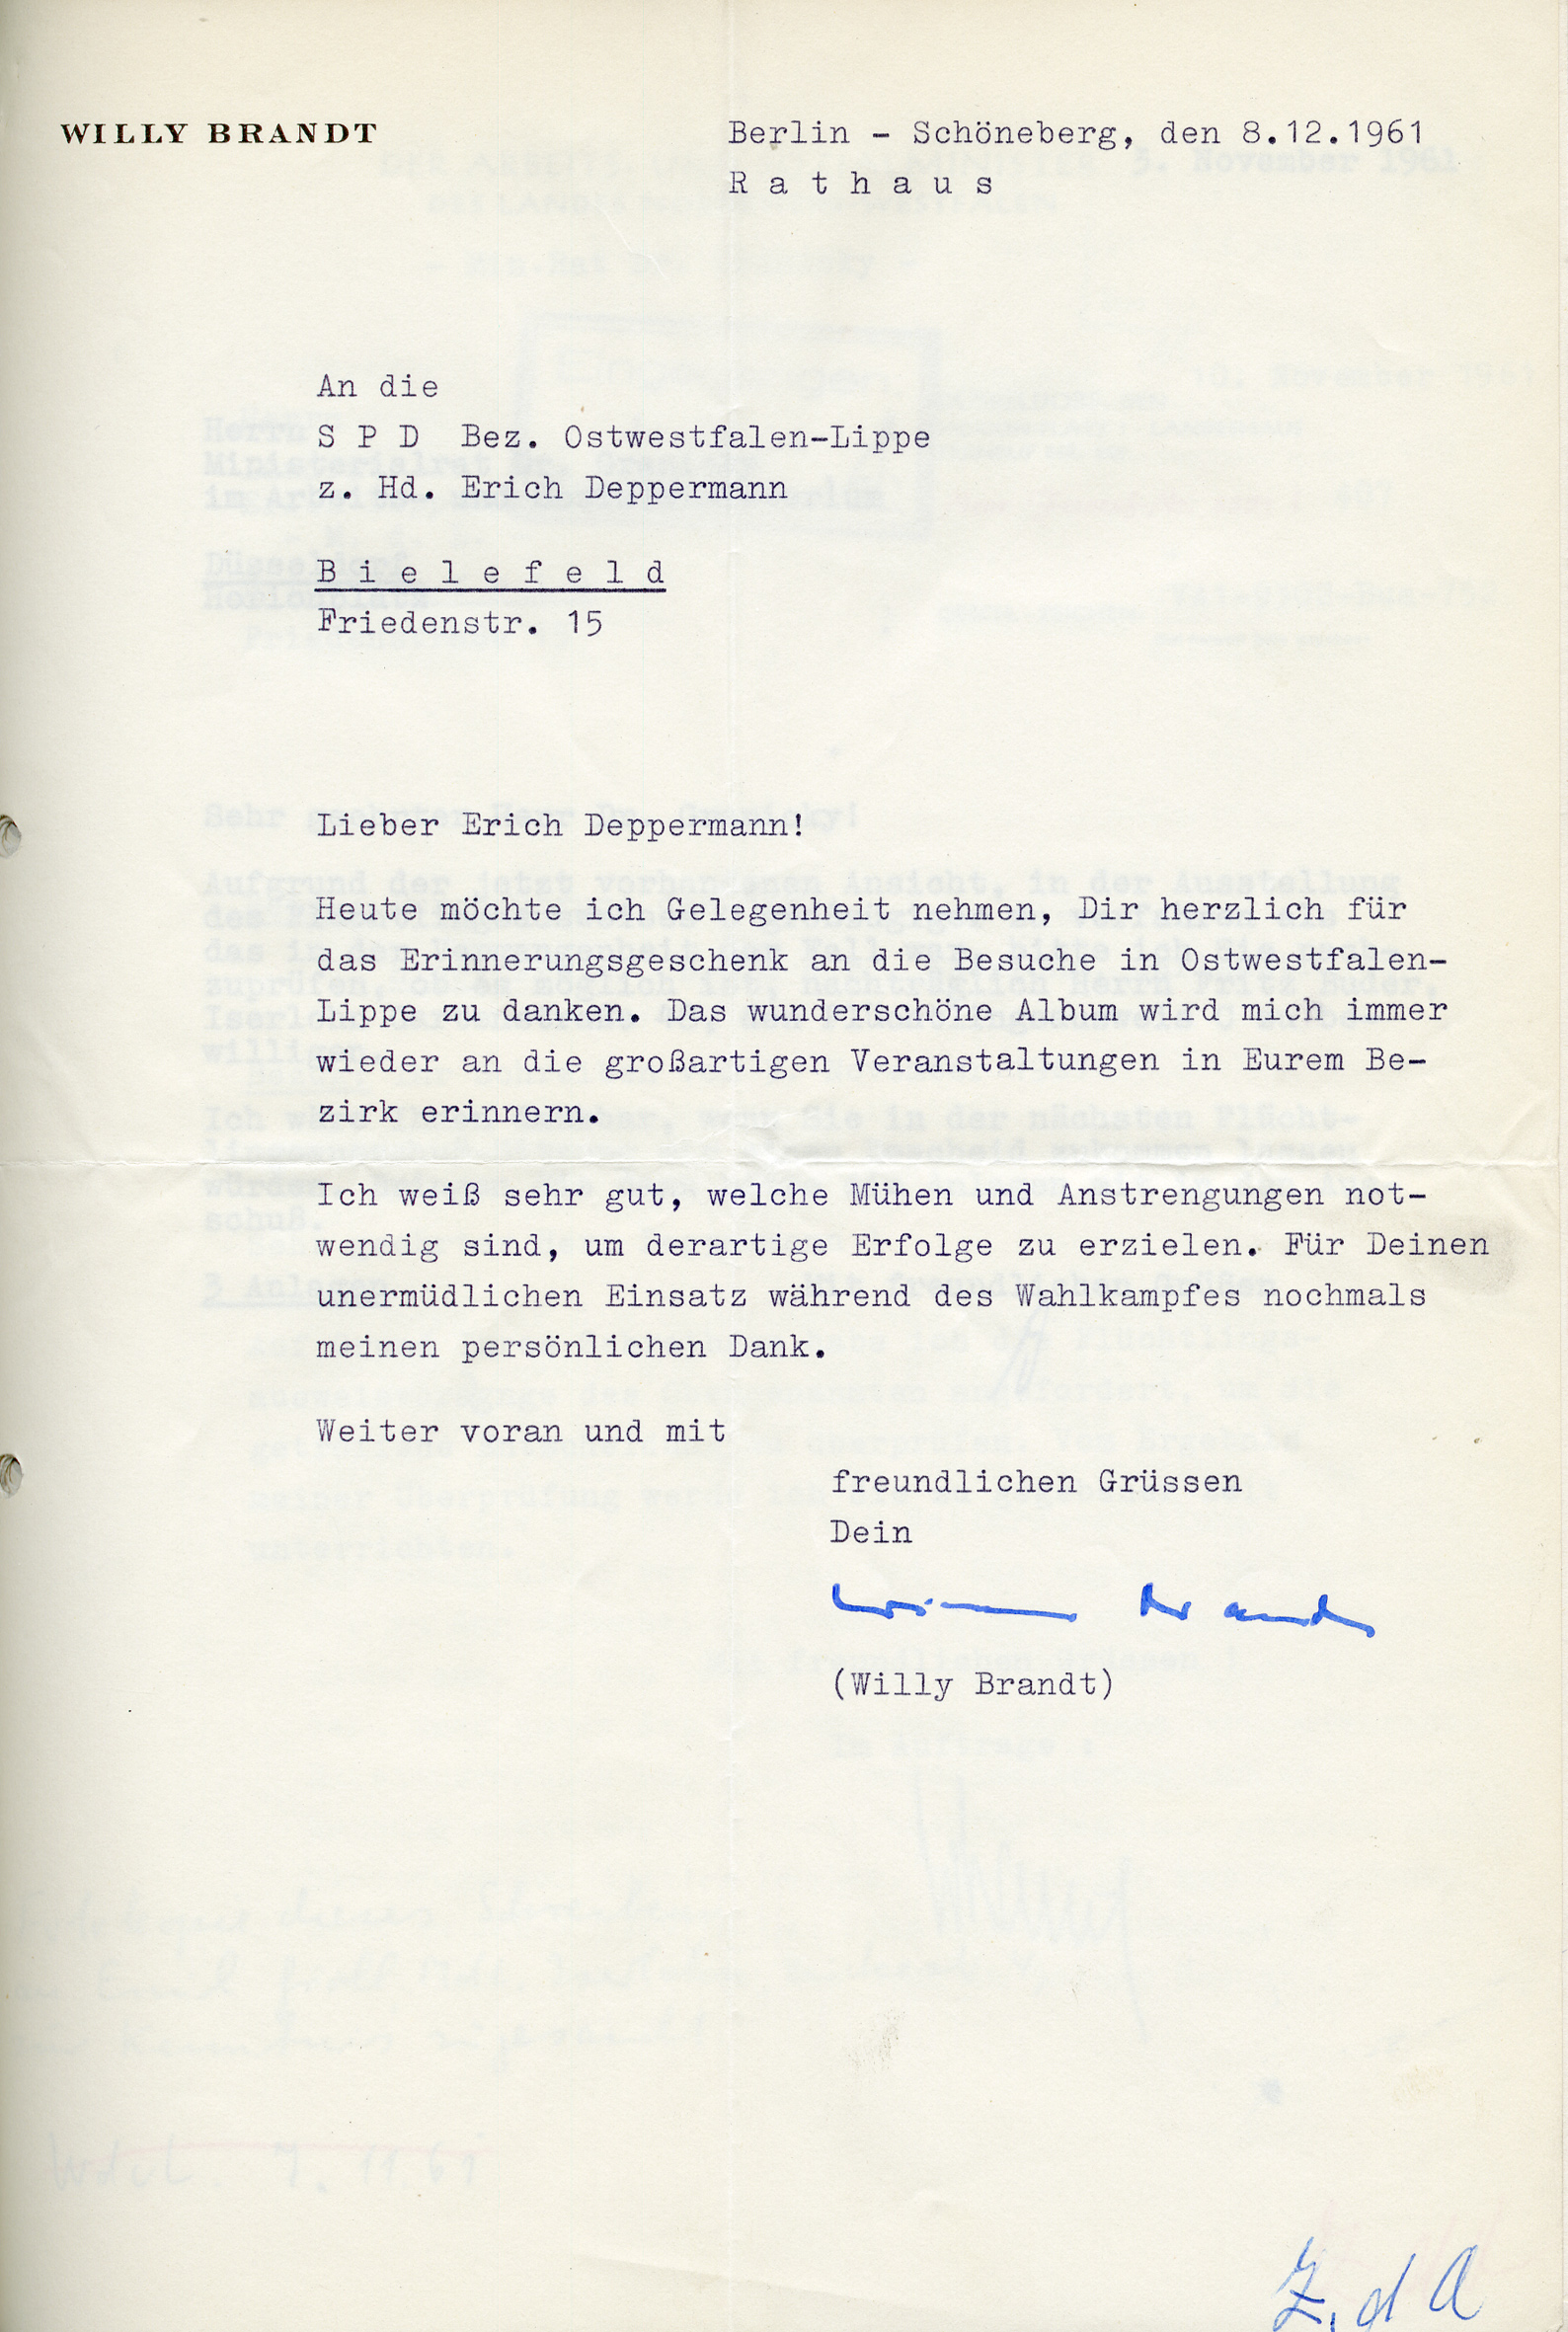 WILLY BRANDT
Berlin - Schöneberg, den 8.12.1961
R a t h a u s
An die
S P D Bez. Ostwestfalen-Lippe
z. Hd. Erich Deppermann
B i e l e f e l d
Friedenstr. 15
Lieber Erich Deppermann!
Heute möchte ich Gelegenheit nehmen, Dir herzlich für
das Erinnerungsgeschenk an die Besuche in Ostwestfalen-
Lippe zu danken. Das wunderschöne Album wird mich immer
wieder an die großartigen Veranstaltungen in Eurem Be-
zirk erinnern.
Ich weiß sehr gut, welche Mühen und Anstrengungen not-
wendig sind, um derartige Erfolge zu erzielen. Für Deinen
unermüdlichen Einsatz während des Wahlkampfes nochmals
meinen persönlichen Dank.
Weiter voran und mit
freundlichen Grüssen
Dein
Willy Brandt
(Willy Brandt)
Z. d A